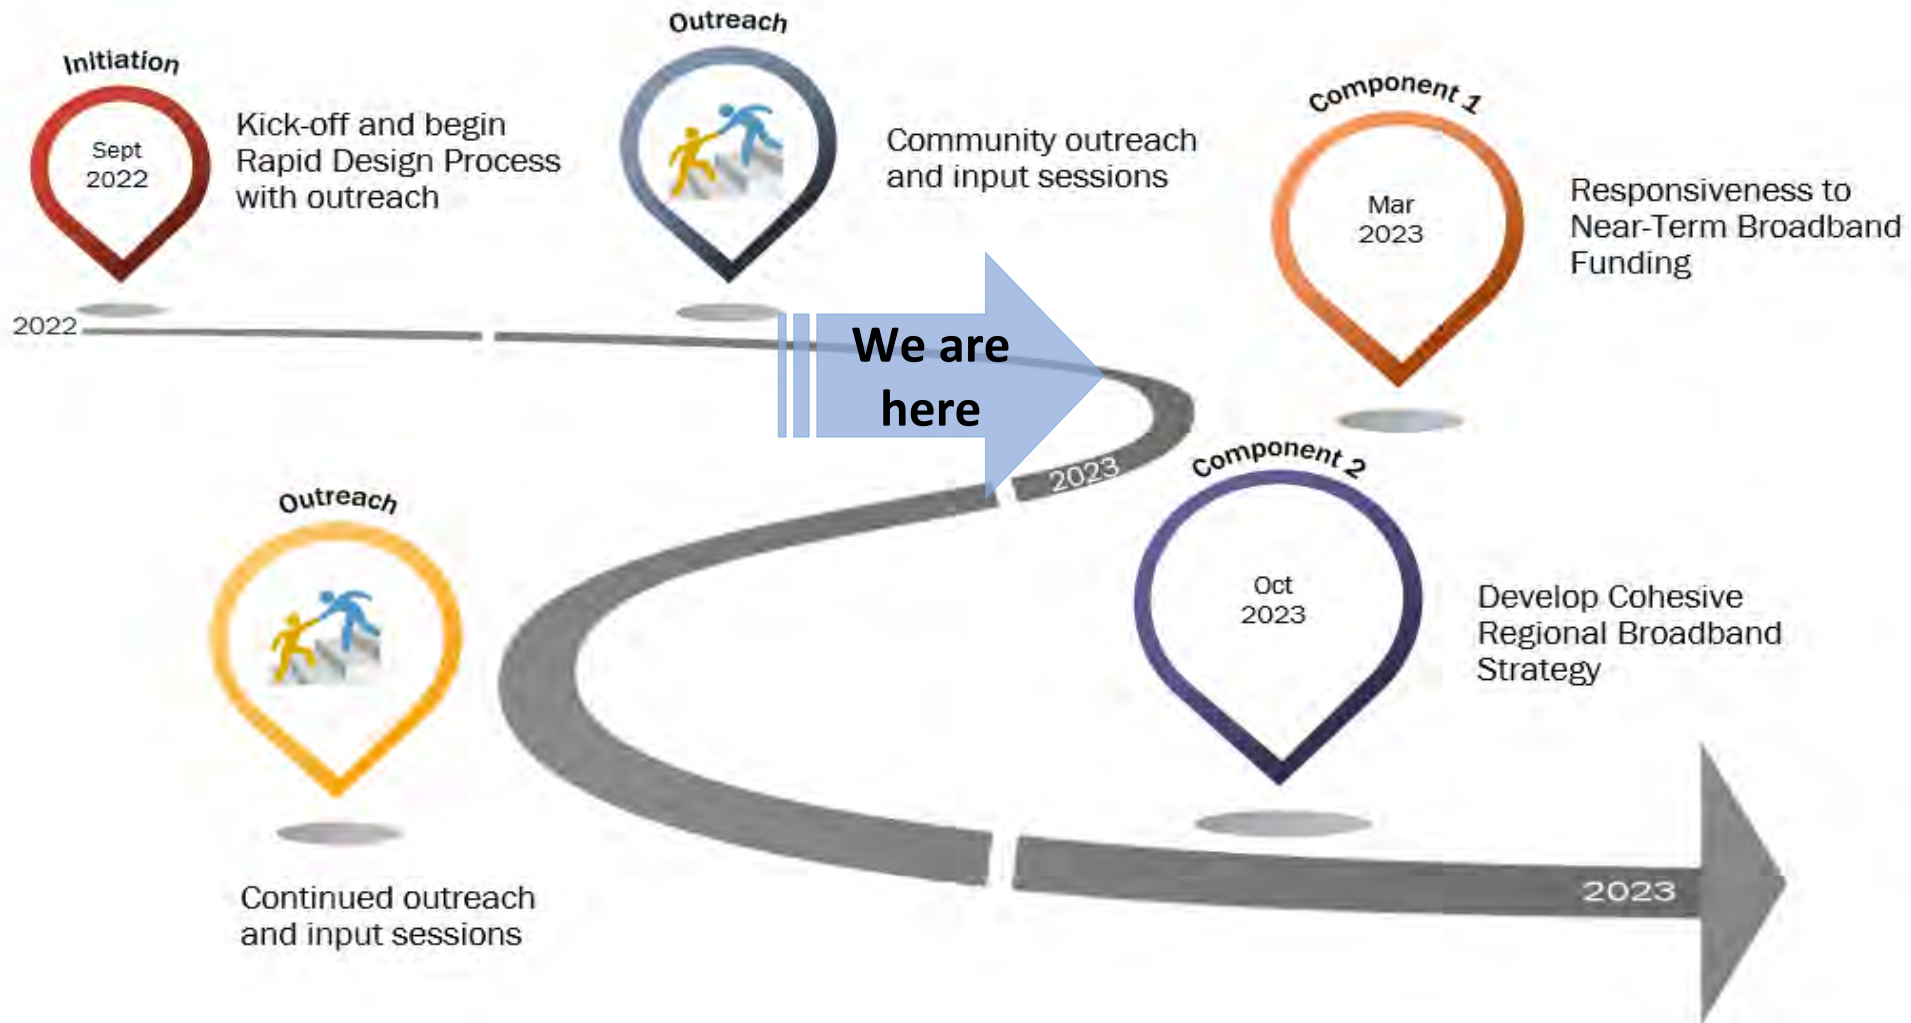 Initiation
Sept
2022
Kick-off and begin
Rapid Design Process
with outreach
Outreach
Community outreach
and input sessions
Component 1
Mar
2023
Responsiveness to
Near-Term Broadband
Funding
2022
We are
here
2023
Component 2
Oct
2023
Develop Cohesive
Regional Broadband
Strategy
Outreach
Continued outreach
and input sessions
2023